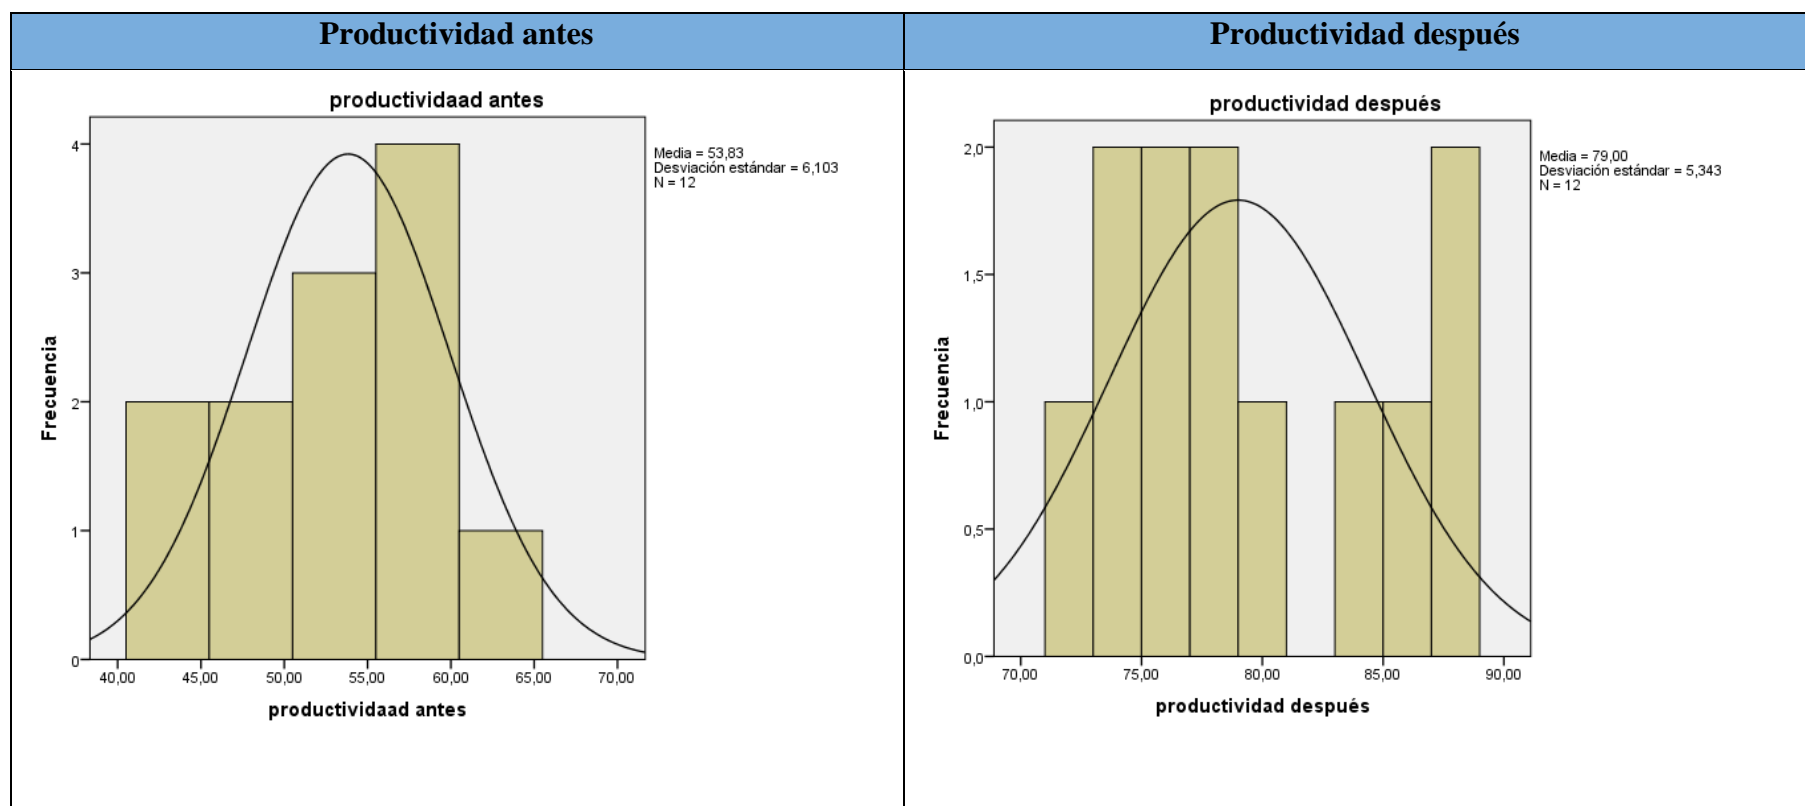 Productividad antes
Productividad después
productividaad antes
Media = 53,83
Desviación estándar = 6,103
N = 12
Frecuencia
4
3
2
1
0
40,00 45,00 50,00 55,00 60,00 65,00 70,00
productividaad antes
productividad después
Media = 79,00
Desviación estándar = 5,343
N = 12
Frecuencia
2,0
1,5
1,0
0,5
0,0
70,00 75,00 80,00 85,00 90,00
productividad después